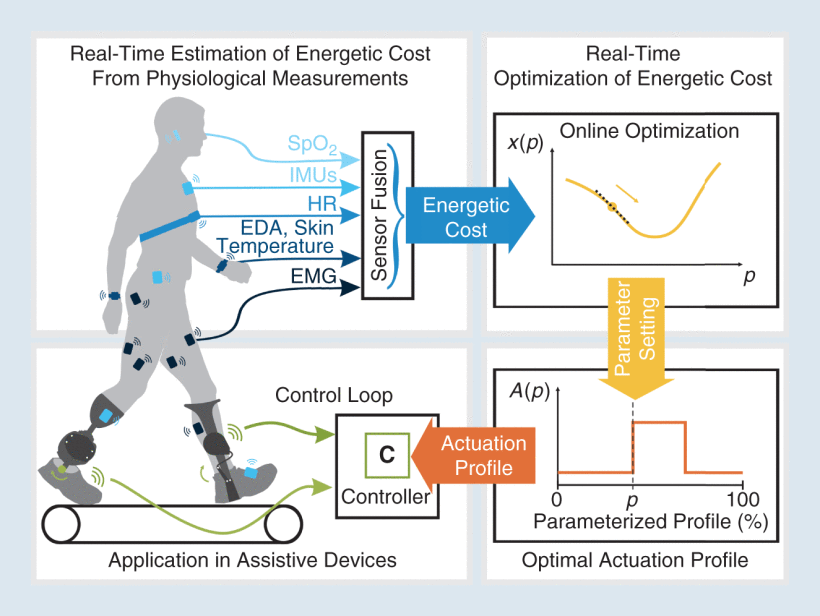 Real-Time Estimation of Energetic Cost
From Physiological Measurements
SpO2
IMUs
HR
EDA, Skin
Temperature
EMG
Sensor Fusion
Energetic
Cost
Real-Time
Optimization of Energetic Cost
Online Optimization
x(p)
p
Parameter
Setting
A(p)
0
p
100
Parameterized Profile (%)
Optimal Actuation Profile
Actuation
Profile
Control Loop
C
Controller
Application in Assistive Devices